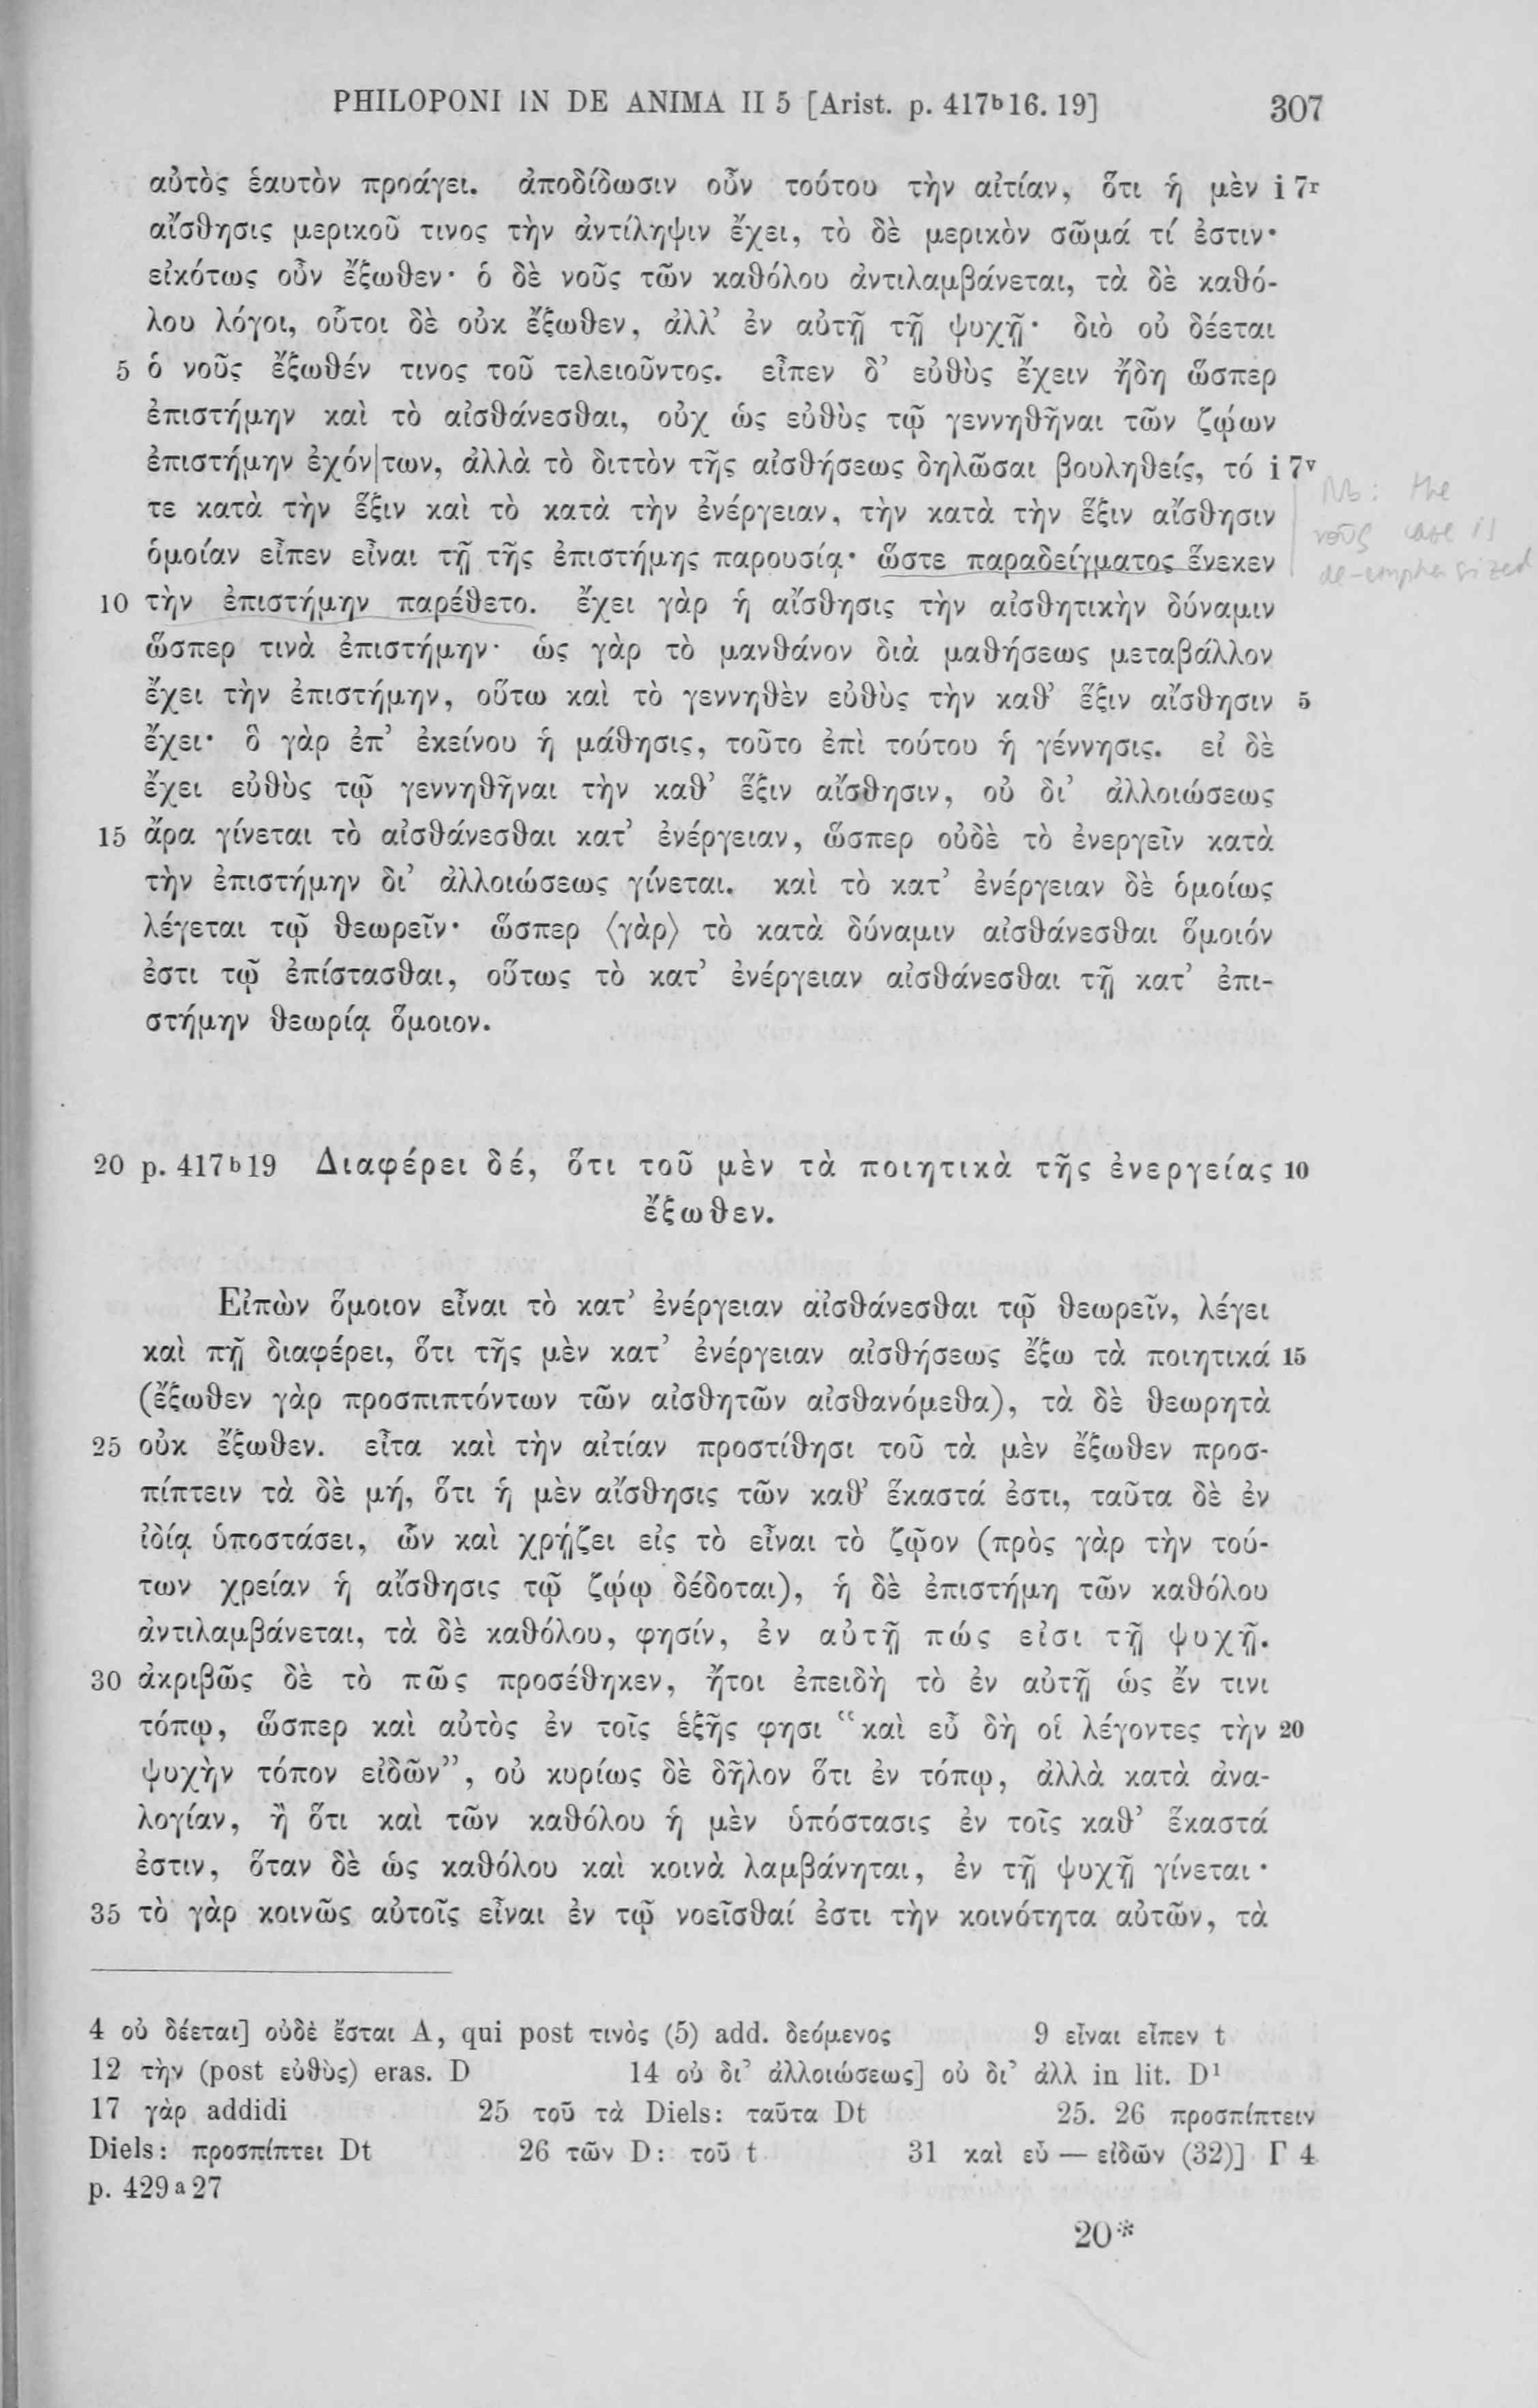 PHILOPONI IN DE ANIMA II 5 [Arist. p. 417b16. 19] 307
αὐτὸς ἑαυτὸν προάγει. ἀποδίδωσιν οὖν τούτου τὴν αἰτίαν, ὅτι ἡ μὲν i 7r
αἴσθησις μερικοῦ τινος τὴν ἀντίληψιν ἔχει, τὸ δὲ μερικὸν σῶμά τί ἐστιν·
εἰκότως οὖν ἔξωθεν· ὁ δὲ νοῦς τῶν καθόλου ἀντιλαμβάνεται, τὰ δὲ καθό-
λου λόγοι, οὗτοι δὲ οὐκ ἔξωθεν, ἀλλ’ ἐν αὐτῇ τῇ ψυχῇ· διὸ οὐ δέεται
5 ὁ νοῦς ἔξωθέν τινος τοῦ τελειοῦντος. εἶπεν δ’ εὐθὺς ἔχειν ἤδη ὥσπερ
ἐπιστήμην καὶ τὸ αἰσθάνεσθαι, οὐχ ὡς εὐθὺς τῷ γεννηθῆναι τῶν ζῴων
ἐπιστήμην ἐχόν|των, ἀλλὰ τὸ διττὸν τῆς αἰσθήσεως δηλῶσαι βουληθείς, τό i 7v
τε κατὰ τὴν ἕξιν καὶ τὸ κατὰ τὴν ἐνέργειαν, τὴν κατὰ τὴν ἕξιν αἴσθησιν
ὁμοίαν εἶπεν εἶναι τῇ τῆς ἐπιστήμης παρουσίᾳ· ὥστε παραδείγματος ἕνεκεν
NB: the
νοῦς case is
de-emphasized
10 τὴν ἐπιστήμην παρέθετο. ἔχει γὰρ ἡ αἴσθησις τὴν αἰσθητικὴν δύναμιν
ὥσπερ τινὰ ἐπιστήμην· ὡς γὰρ τὸ μανθάνον διὰ μαθήσεως μεταβάλλον
ἔχει τὴν ἐπιστήμην, οὕτω καὶ τὸ γεννηθὲν εὐθὺς τὴν καθ’ ἕξιν αἴσθησιν 5
ἔχει· ὃ γὰρ ἐπ’ ἐκείνου ἡ μάθησις, τοῦτο ἐπὶ τούτου ἡ γέννησις. εἰ δὲ
ἔχει εὐθὺς τῷ γεννηθῆναι τὴν καθ’ ἕξιν αἴσθησιν, οὐ δι’ ἀλλοιώσεως
15 ἄρα γίνεται τὸ αἰσθάνεσθαι κατ’ ἐνέργειαν, ὥσπερ οὐδὲ τὸ ἐνεργεῖν κατὰ
τὴν ἐπιστήμην δι’ ἀλλοιώσεως γίνεται. καὶ τὸ κατ’ ἐνέργειαν δὲ ὁμοίως
λέγεται τῷ θεωρεῖν· ὥσπερ ⟨γὰρ⟩ τὸ κατὰ δύναμιν αἰσθάνεσθαι ὅμοιόν
ἐστι τῷ ἐπίστασθαι, οὕτως τὸ κατ’ ἐνέργειαν αἰσθάνεσθαι τῇ κατ’ ἐπι-
στήμην θεωρίᾳ ὅμοιον.
20 p. 417b19 Διαφέρει δέ, ὅτι τοῦ μὲν τὰ ποιητικὰ τῆς ἐνεργείας 10
ἔξωθεν.
Εἰπὼν ὅμοιον εἶναι τὸ κατ’ ἐνέργειαν αἰσθάνεσθαι τῷ θεωρεῖν, λέγει
καὶ πῇ διαφέρει, ὅτι τῆς μὲν κατ’ ἐνέργειαν αἰσθήσεως ἔξω τὰ ποιητικά 15
(ἔξωθεν γὰρ προσπιπτόντων τῶν αἰσθητῶν αἰσθανόμεθα), τὰ δὲ θεωρητὰ
25 οὐκ ἔξωθεν. εἶτα καὶ τὴν αἰτίαν προστίθησι τοῦ τὰ μὲν ἔξωθεν προσ-
πίπτειν τὰ δὲ μή, ὅτι ἡ μὲν αἴσθησις τῶν καθ’ ἕκαστά ἐστι, ταῦτα δὲ ἐν
ἰδίᾳ ὑποστάσει, ὧν καὶ χρῄζει εἰς τὸ εἶναι τὸ ζῷον (πρὸς γὰρ τὴν τού-
των χρείαν ἡ αἴσθησις τῷ ζῴῳ δέδοται), ἡ δὲ ἐπιστήμη τῶν καθόλου
ἀντιλαμβάνεται, τὰ δὲ καθόλου, φησίν, ἐν αὐτῇ πώς εἰσι τῇ ψυχῇ.
30 ἀκριβῶς δὲ τὸ πῶς προσέθηκεν, ἤτοι ἐπειδὴ τὸ ἐν αὐτῇ ὡς ἔν τινι
τόπῳ, ὥσπερ καὶ αὐτὸς ἐν τοῖς ἑξῆς φησι “καὶ εὖ δὴ οἱ λέγοντες τὴν 20
ψυχὴν τόπον εἰδῶν”, οὐ κυρίως δὲ δῆλον ὅτι ἐν τόπῳ, ἀλλὰ κατὰ ἀνα-
λογίαν, ἢ ὅτι καὶ τῶν καθόλου ἡ μὲν ὑπόστασις ἐν τοῖς καθ’ ἕκαστά
ἐστιν, ὅταν δὲ ὡς καθόλου καὶ κοινὰ λαμβάνηται, ἐν τῇ ψυχῇ γίνεται·
35 τὸ γὰρ κοινῶς αὐτοῖς εἶναι ἐν τῷ νοεῖσθαί ἐστι τὴν κοινότητα αὐτῶν, τὰ
4 οὐ δέεται] οὐδὲ ἔσται A, qui post τινὸς (5) add. δεόμενος 9 εἶναι εἶπεν t
12 τὴν (post εὐθὺς) eras. D 14 οὐ δι’ ἀλλοιώσεως] οὐ δι’ ἀλλ in lit. D1
17 γὰρ addidi 25 τοῦ τὰ Diels: ταῦτα Dt 25. 26 προσπίπτειν
Diels: προσπίπτει Dt 26 τῶν D: τοῦ t 31 καὶ εὖ — εἰδῶν (32)] Γ 4
p. 429a27
20*